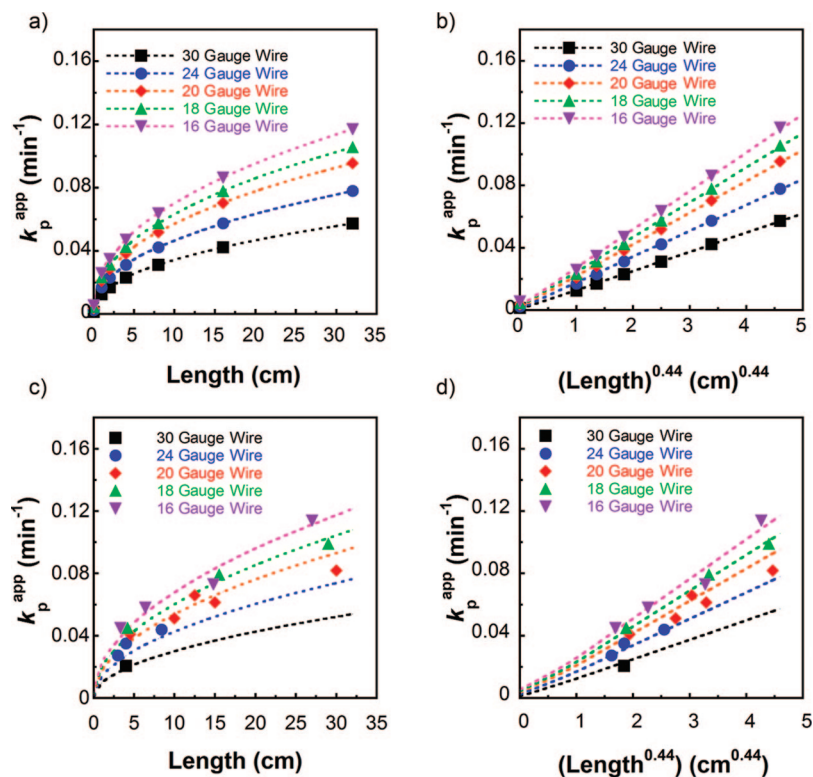 a)
30 Gauge Wire
24 Gauge Wire
20 Gauge Wire
18 Gauge Wire
16 Gauge Wire
k_p^app (min^-1)
0.16
0.12
0.08
0.04
0
0 5 10 15 20 25 30 35
Length (cm)
b)
30 Gauge Wire
24 Gauge Wire
20 Gauge Wire
18 Gauge Wire
16 Gauge Wire
k_p^app (min^-1)
0.16
0.12
0.08
0.04
0
0 1 2 3 4 5
(Length)^0.44 (cm)^0.44
c)
30 Gauge Wire
24 Gauge Wire
20 Gauge Wire
18 Gauge Wire
16 Gauge Wire
k_p^app (min^-1)
0.16
0.12
0.08
0.04
0
0 5 10 15 20 25 30 35
Length (cm)
d)
30 Gauge Wire
24 Gauge Wire
20 Gauge Wire
18 Gauge Wire
16 Gauge Wire
k_p^app (min^-1)
0.16
0.12
0.08
0.04
0
0 1 2 3 4 5
(Length^0.44) (cm^0.44)